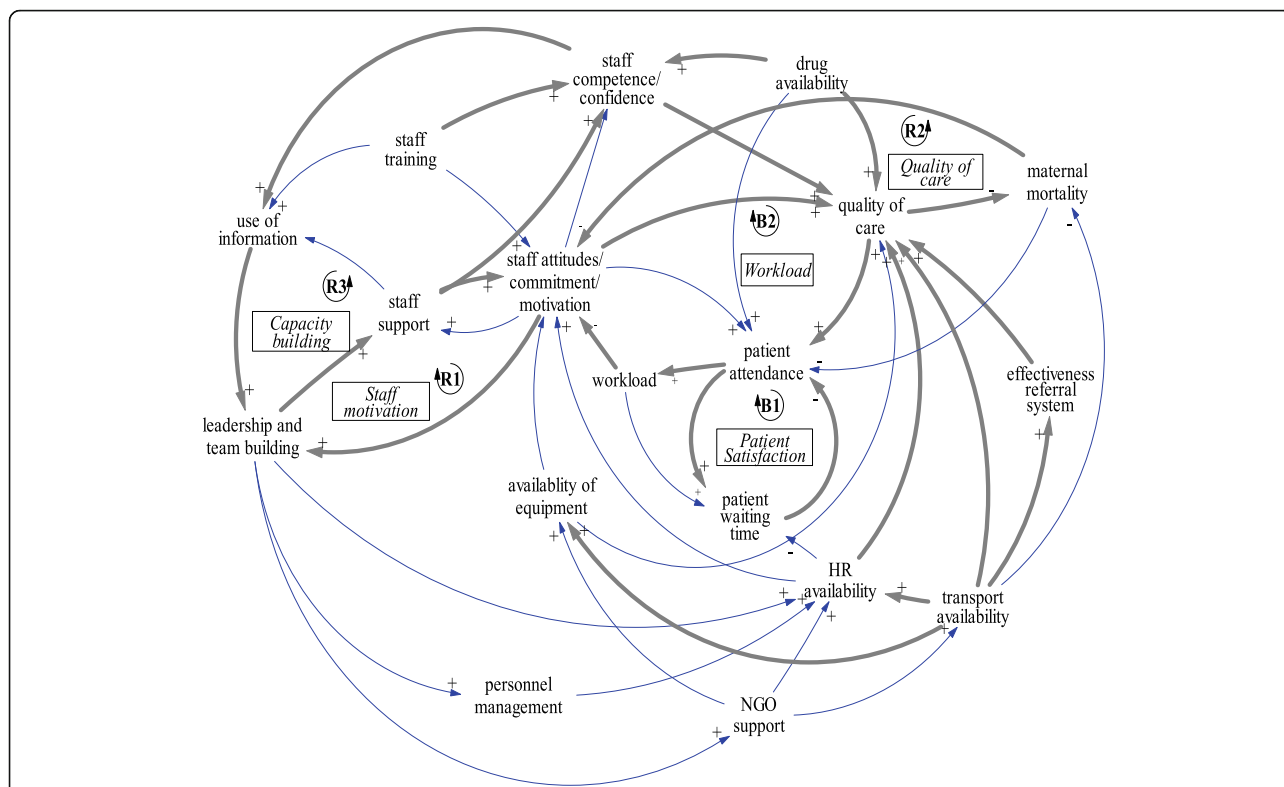 staff
competence/
confidence
drug
availability
R2
Quality of
care
maternal
mortality
staff
training
use of
information
quality of
care
B2
Workload
staff attitudes/
commitment/
motivation
R3
Capacity
building
staff
support
R1
Staff
motivation
workload
patient
attendance
effectiveness
referral
system
B1
Patient
Satisfaction
leadership and
team building
availablity of
equipment
patient
waiting
time
HR
availability
transport
availability
personnel
management
NGO
support